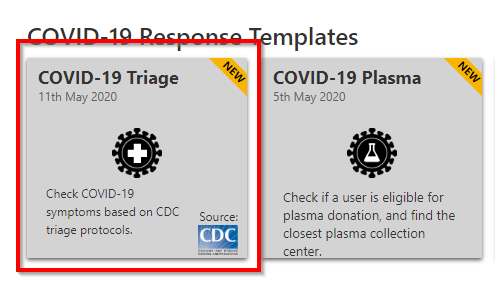 COVID-19 Response Templates
COVID-19 Triage
NEW
11th May 2020
Check COVID-19
symptoms based on CDC
triage protocols.
Source:
CDC
COVID-19 Plasma
NEW
5th May 2020
Check if a user is eligible for
plasma donation, and find the
closest plasma collection
center.